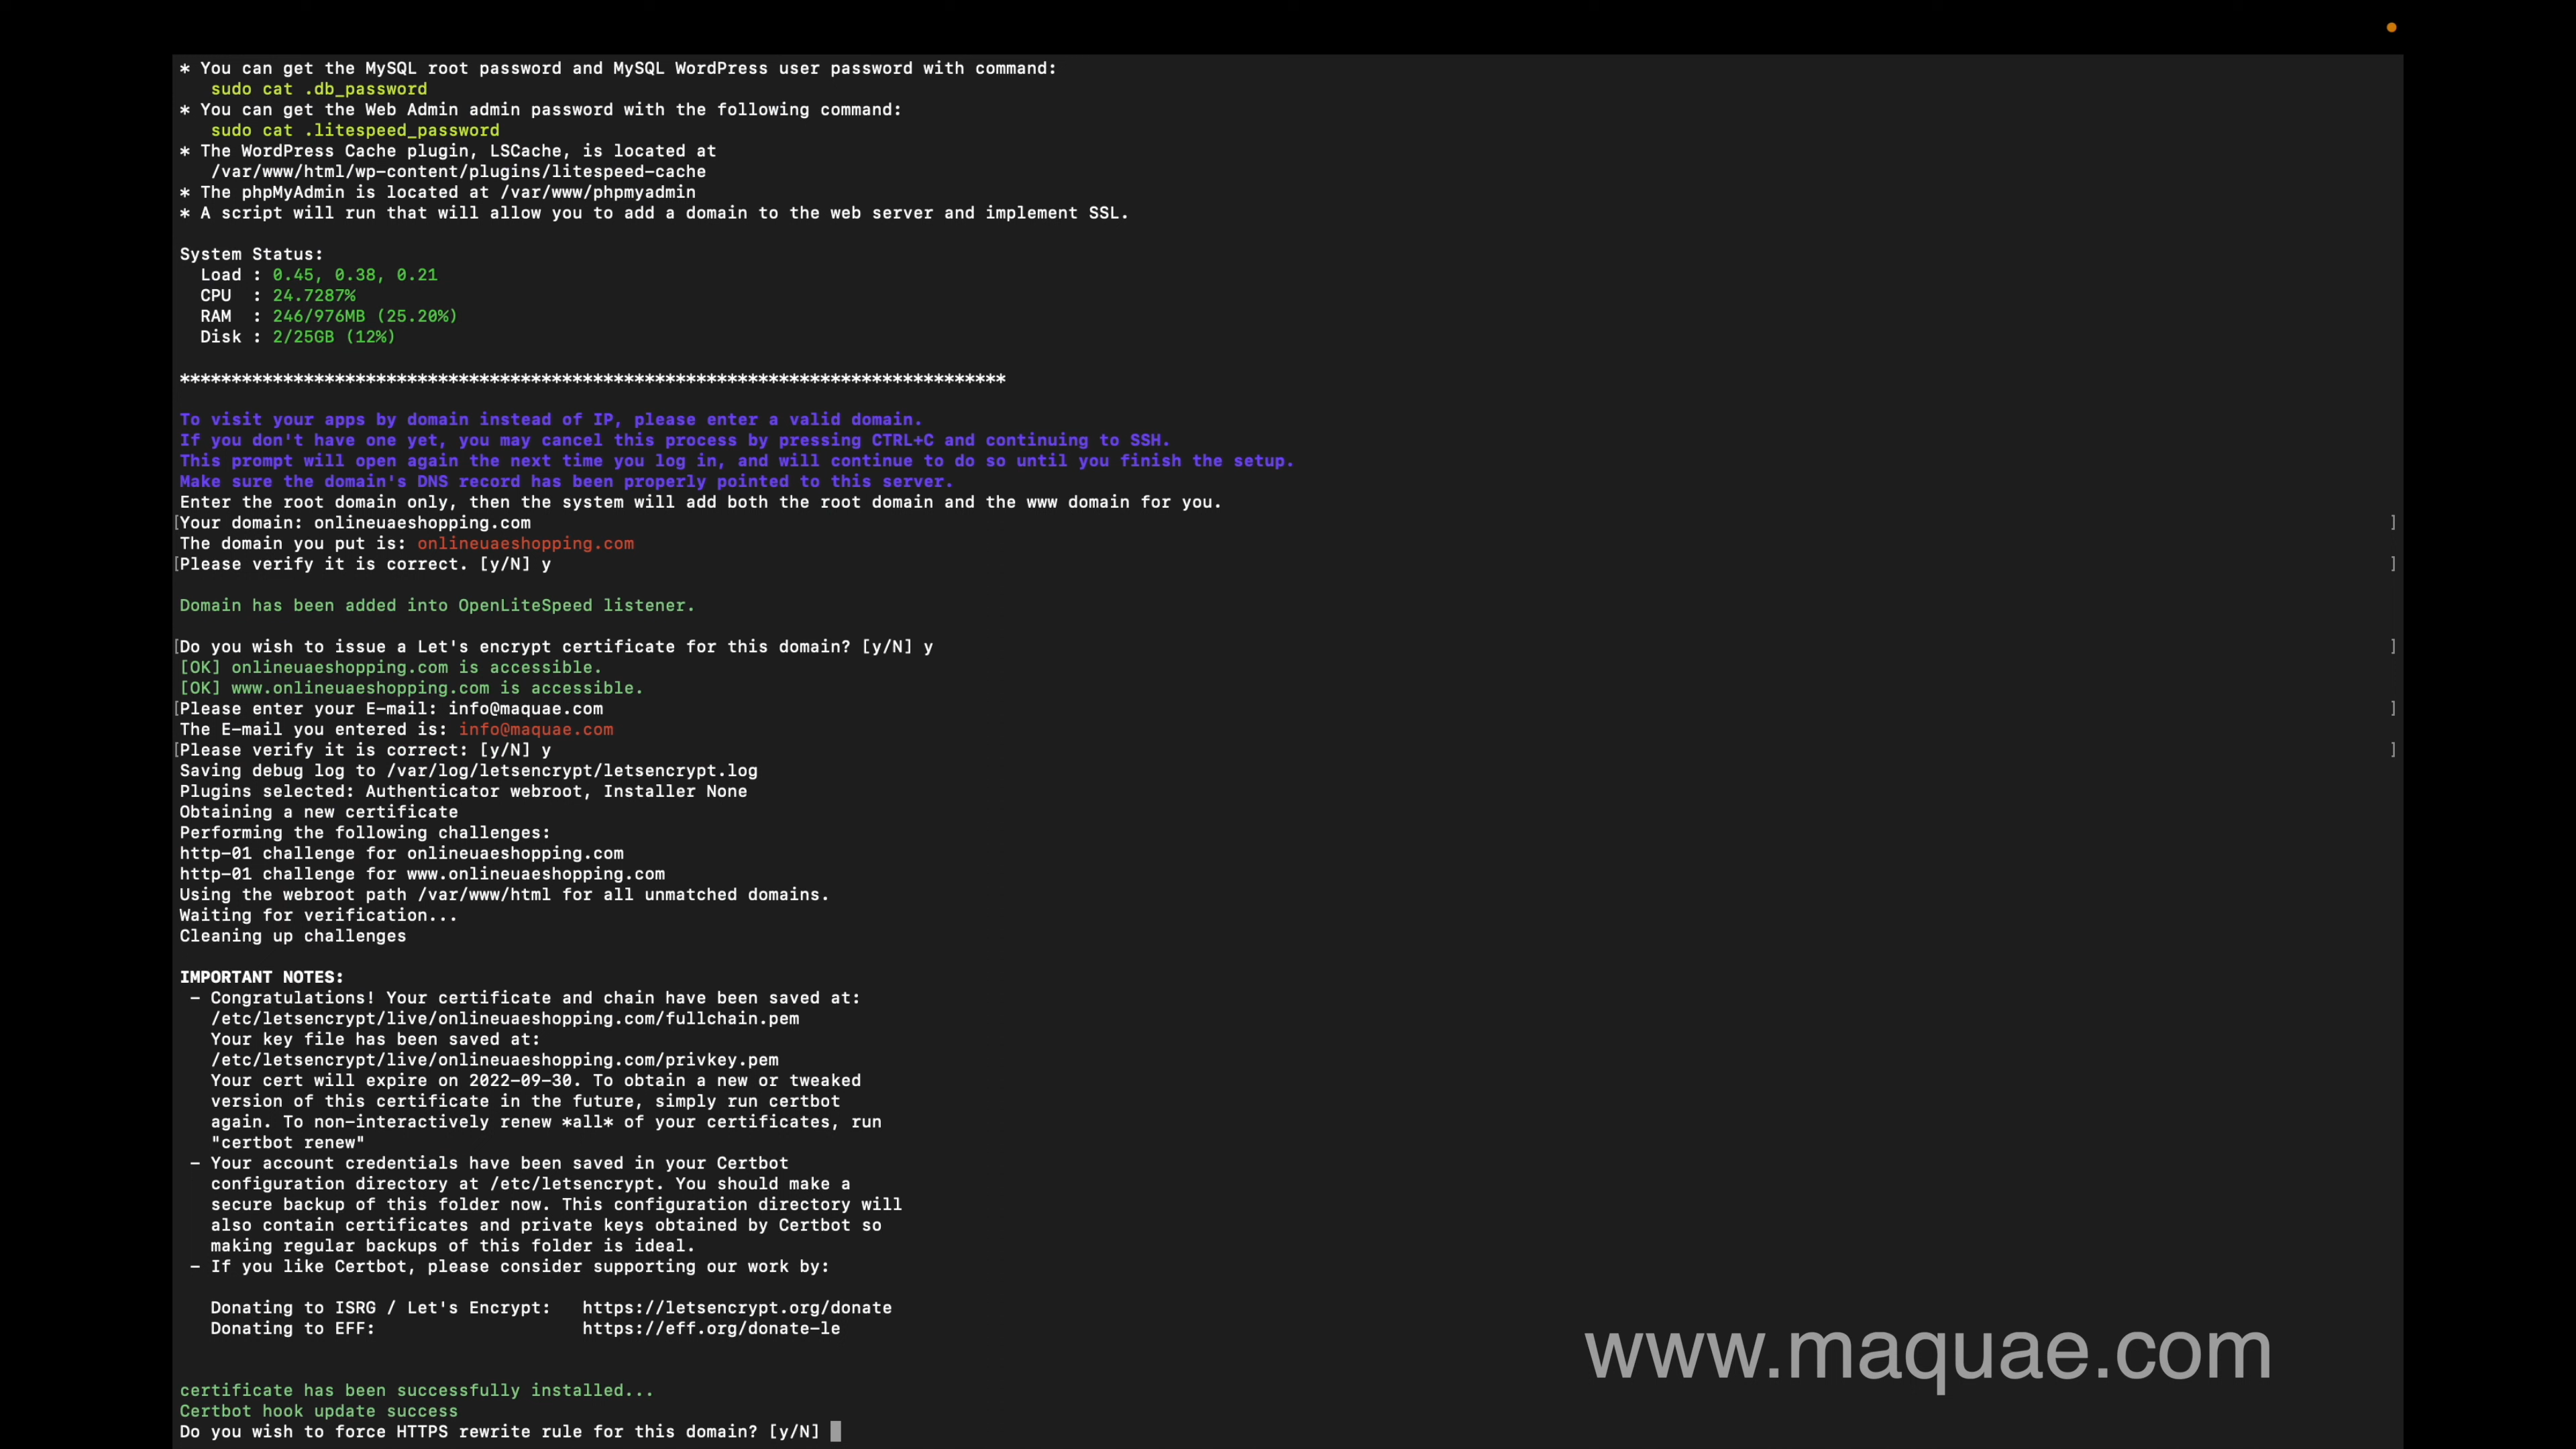 * You can get the MySQL root password and MySQL WordPress user password with command:
sudo cat .db_password
* You can get the Web Admin admin password with the following command:
sudo cat .litespeed_password
* The WordPress Cache plugin, LSCache, is located at
/var/www/html/wp-content/plugins/litespeed-cache
* The phpMyAdmin is located at /var/www/phpmyadmin
* A script will run that will allow you to add a domain to the web server and implement SSL.
System Status:
Load : 0.45, 0.38, 0.21
CPU : 24.7287%
RAM : 246/976MB (25.20%)
Disk : 2/25GB (12%)
********************************************************************************
To visit your apps by domain instead of IP, please enter a valid domain.
If you don't have one yet, you may cancel this process by pressing CTRL+C and continuing to SSH.
This prompt will open again the next time you log in, and will continue to do so until you finish the setup.
Make sure the domain's DNS record has been properly pointed to this server.
Enter the root domain only, then the system will add both the root domain and the www domain for you.
[Your domain: onlineuaeshopping.com ]
The domain you put is: onlineuaeshopping.com
[Please verify it is correct. [y/N] y ]
Domain has been added into OpenLiteSpeed listener.
[Do you wish to issue a Let's encrypt certificate for this domain? [y/N] y ]
[OK] onlineuaeshopping.com is accessible.
[OK] www.onlineuaeshopping.com is accessible.
[Please enter your E-mail: info@maquae.com ]
The E-mail you entered is: info@maquae.com
[Please verify it is correct: [y/N] y ]
Saving debug log to /var/log/letsencrypt/letsencrypt.log
Plugins selected: Authenticator webroot, Installer None
Obtaining a new certificate
Performing the following challenges:
http-01 challenge for onlineuaeshopping.com
http-01 challenge for www.onlineuaeshopping.com
Using the webroot path /var/www/html for all unmatched domains.
Waiting for verification...
Cleaning up challenges
IMPORTANT NOTES:
- Congratulations! Your certificate and chain have been saved at:
/etc/letsencrypt/live/onlineuaeshopping.com/fullchain.pem
Your key file has been saved at:
/etc/letsencrypt/live/onlineuaeshopping.com/privkey.pem
Your cert will expire on 2022-09-30. To obtain a new or tweaked
version of this certificate in the future, simply run certbot
again. To non-interactively renew *all* of your certificates, run
"certbot renew"
- Your account credentials have been saved in your Certbot
configuration directory at /etc/letsencrypt. You should make a
secure backup of this folder now. This configuration directory will
also contain certificates and private keys obtained by Certbot so
making regular backups of this folder is ideal.
- If you like Certbot, please consider supporting our work by:
Donating to ISRG / Let's Encrypt: https://letsencrypt.org/donate
Donating to EFF: https://eff.org/donate-le
www.maquae.com
certificate has been successfully installed...
Certbot hook update success
Do you wish to force HTTPS rewrite rule for this domain? [y/N]